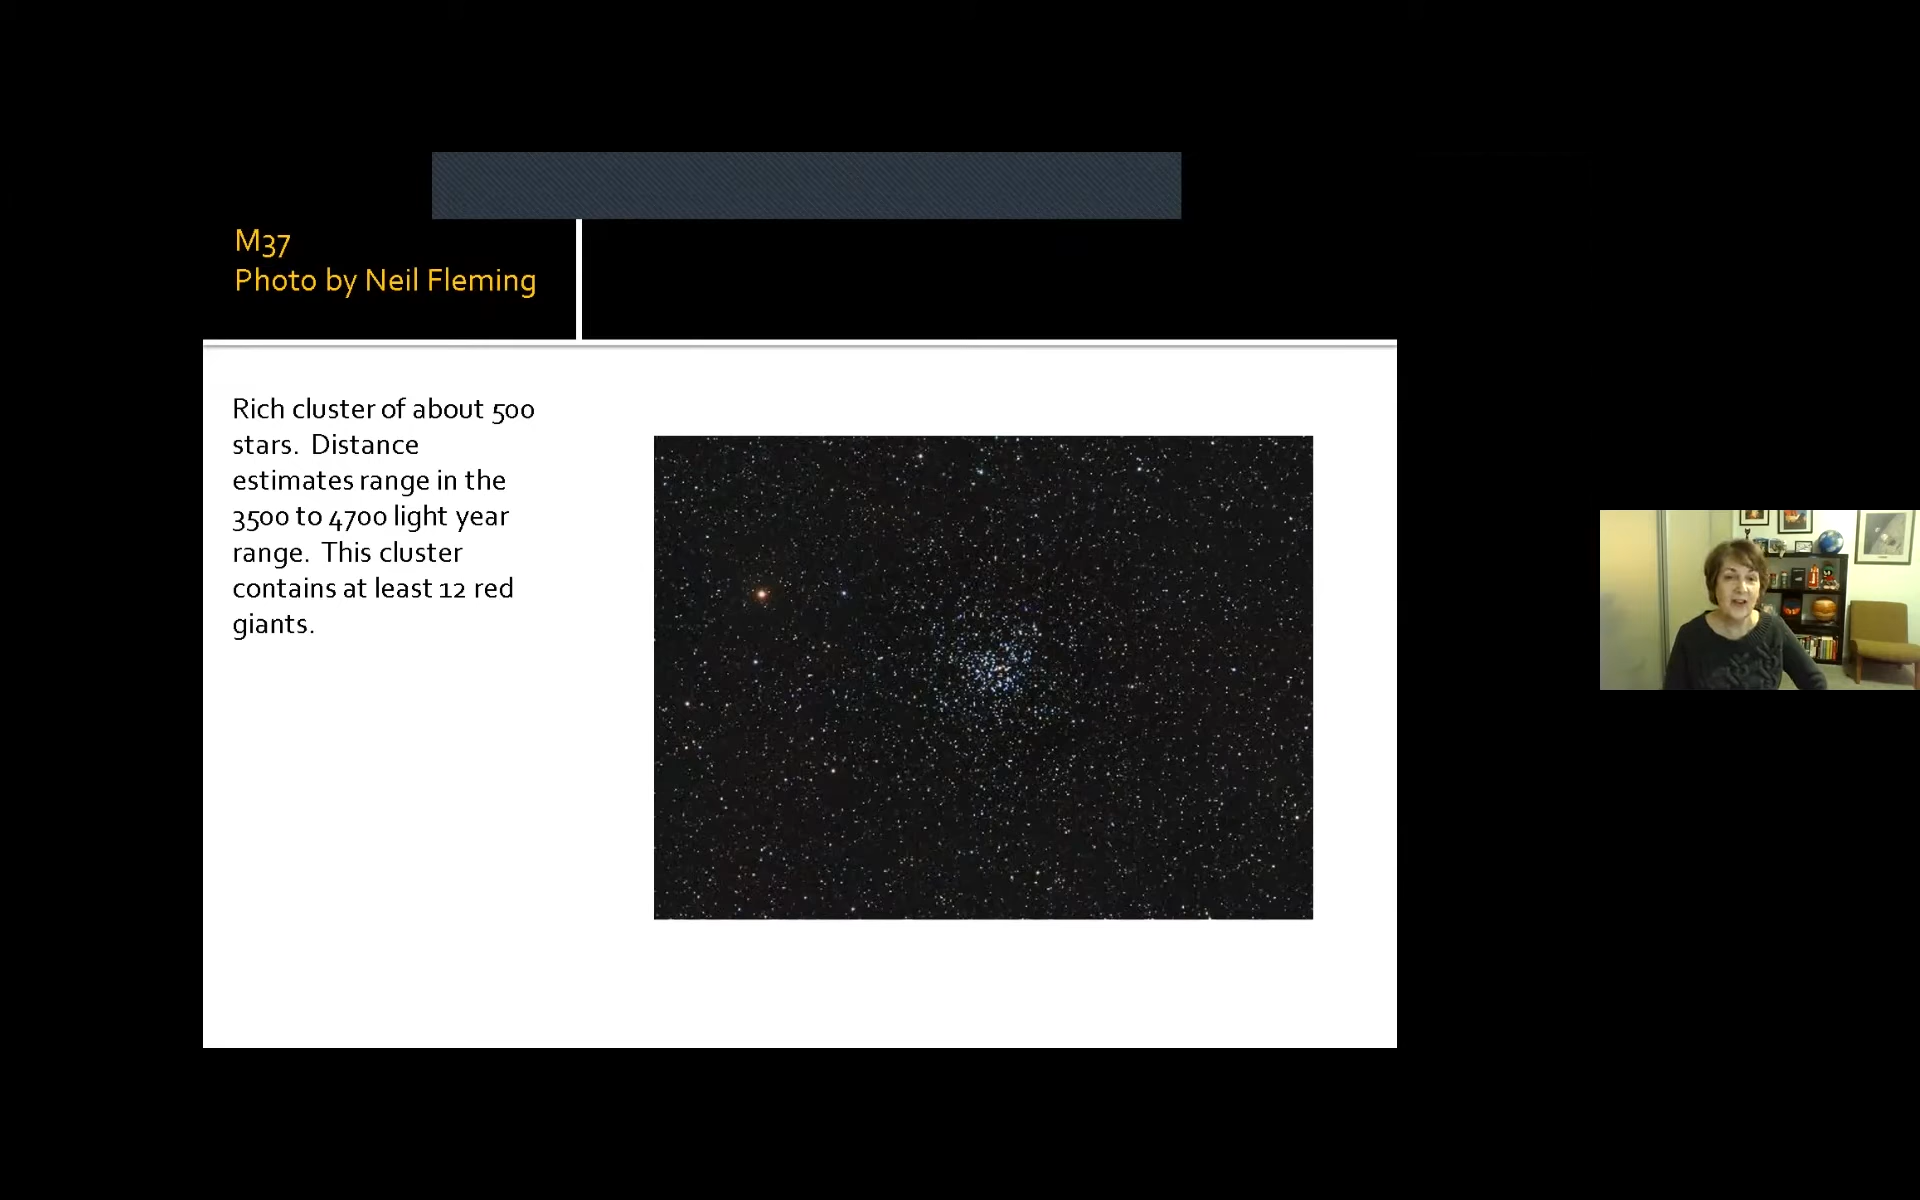 M37
Photo by Neil Fleming
Rich cluster of about 500
stars.  Distance
estimates range in the
3500 to 4700 light year
range.  This cluster
contains at least 12 red
giants.